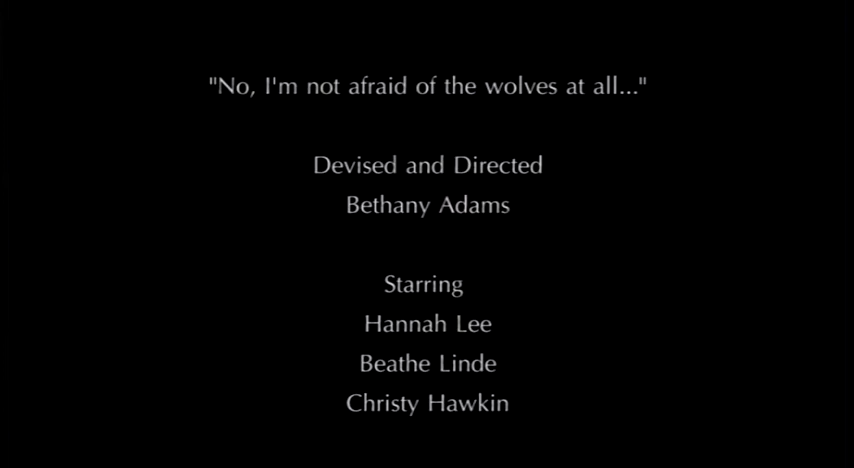 "No, I'm not afraid of the wolves at all..."
Devised and Directed
Bethany Adams
Starring
Hannah Lee
Beathe Linde
Christy Hawkin